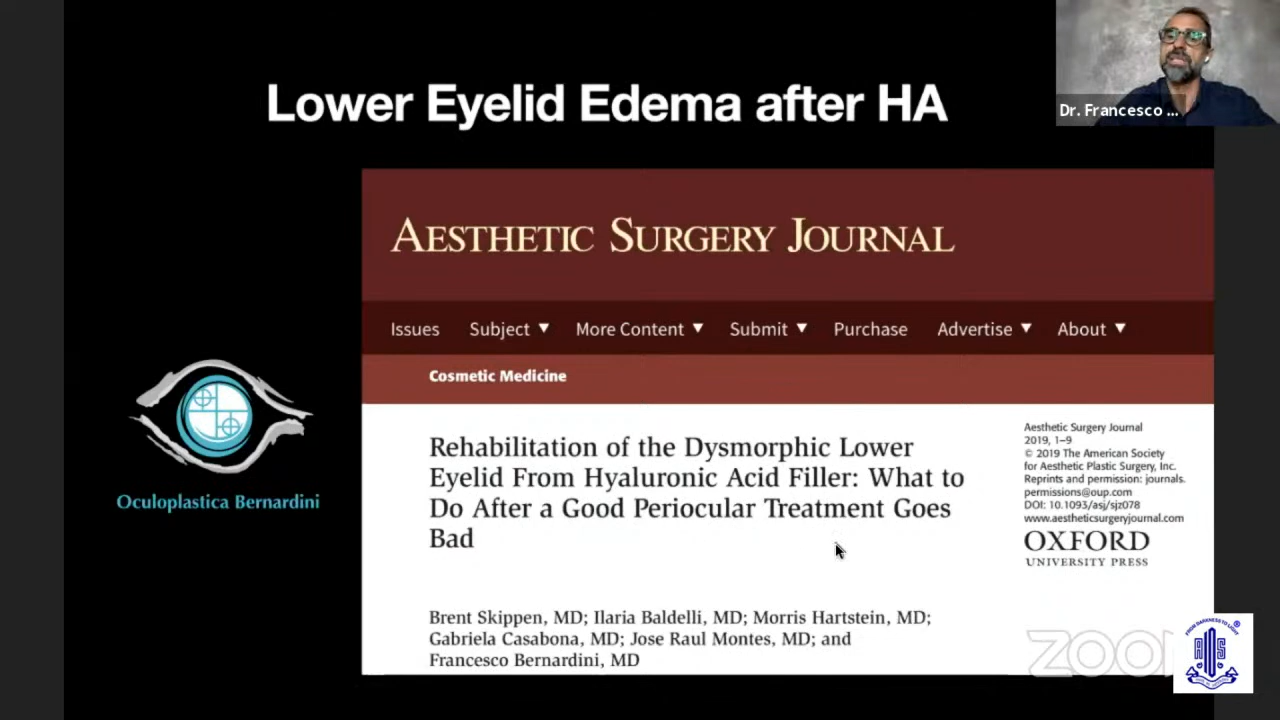 Lower Eyelid Edema after HA
Dr. Francesco ...
AESTHETIC SURGERY JOURNAL
Issues Subject ▼ More Content ▼ Submit ▼ Purchase Advertise ▼ About ▼
Cosmetic Medicine
Rehabilitation of the Dysmorphic Lower
Eyelid From Hyaluronic Acid Filler: What to
Do After a Good Periocular Treatment Goes
Bad
Aesthetic Surgery Journal
2019, 1–9
© 2019 The American Society
for Aesthetic Plastic Surgery, Inc.
Reprints and permission: journals.
permissions@oup.com
DOI: 10.1093/asj/sjz078
www.aestheticsurgeryjournal.com
OXFORD
UNIVERSITY PRESS
Brent Skippen, MD; Ilaria Baldelli, MD; Morris Hartstein, MD;
Gabriela Casabona, MD; Jose Raul Montes, MD; and
Francesco Bernardini, MD
Oculoplastica Bernardini
FROM DARKNESS TO LIGHT